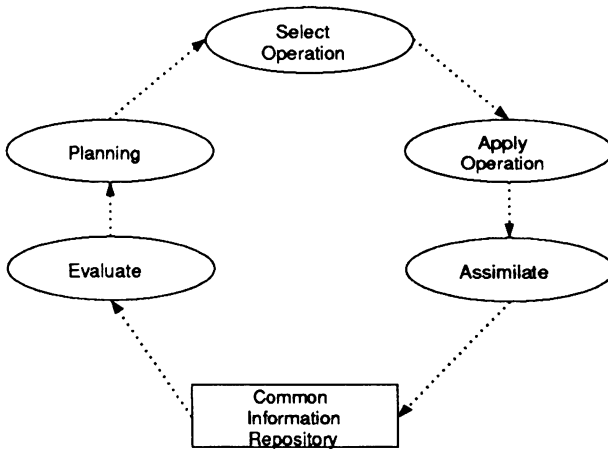 Select
Operation
Planning
Apply
Operation
Evaluate
Assimilate
Common
Information
Repository